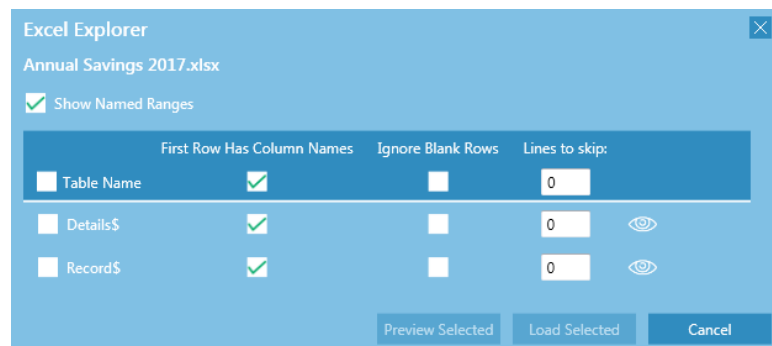 Excel Explorer
Annual Savings 2017.xlsx
Show Named Ranges
First Row Has Column Names Ignore Blank Rows Lines to skip:
Table Name 0
Details$ 0
Record$ 0
Preview Selected Load Selected Cancel